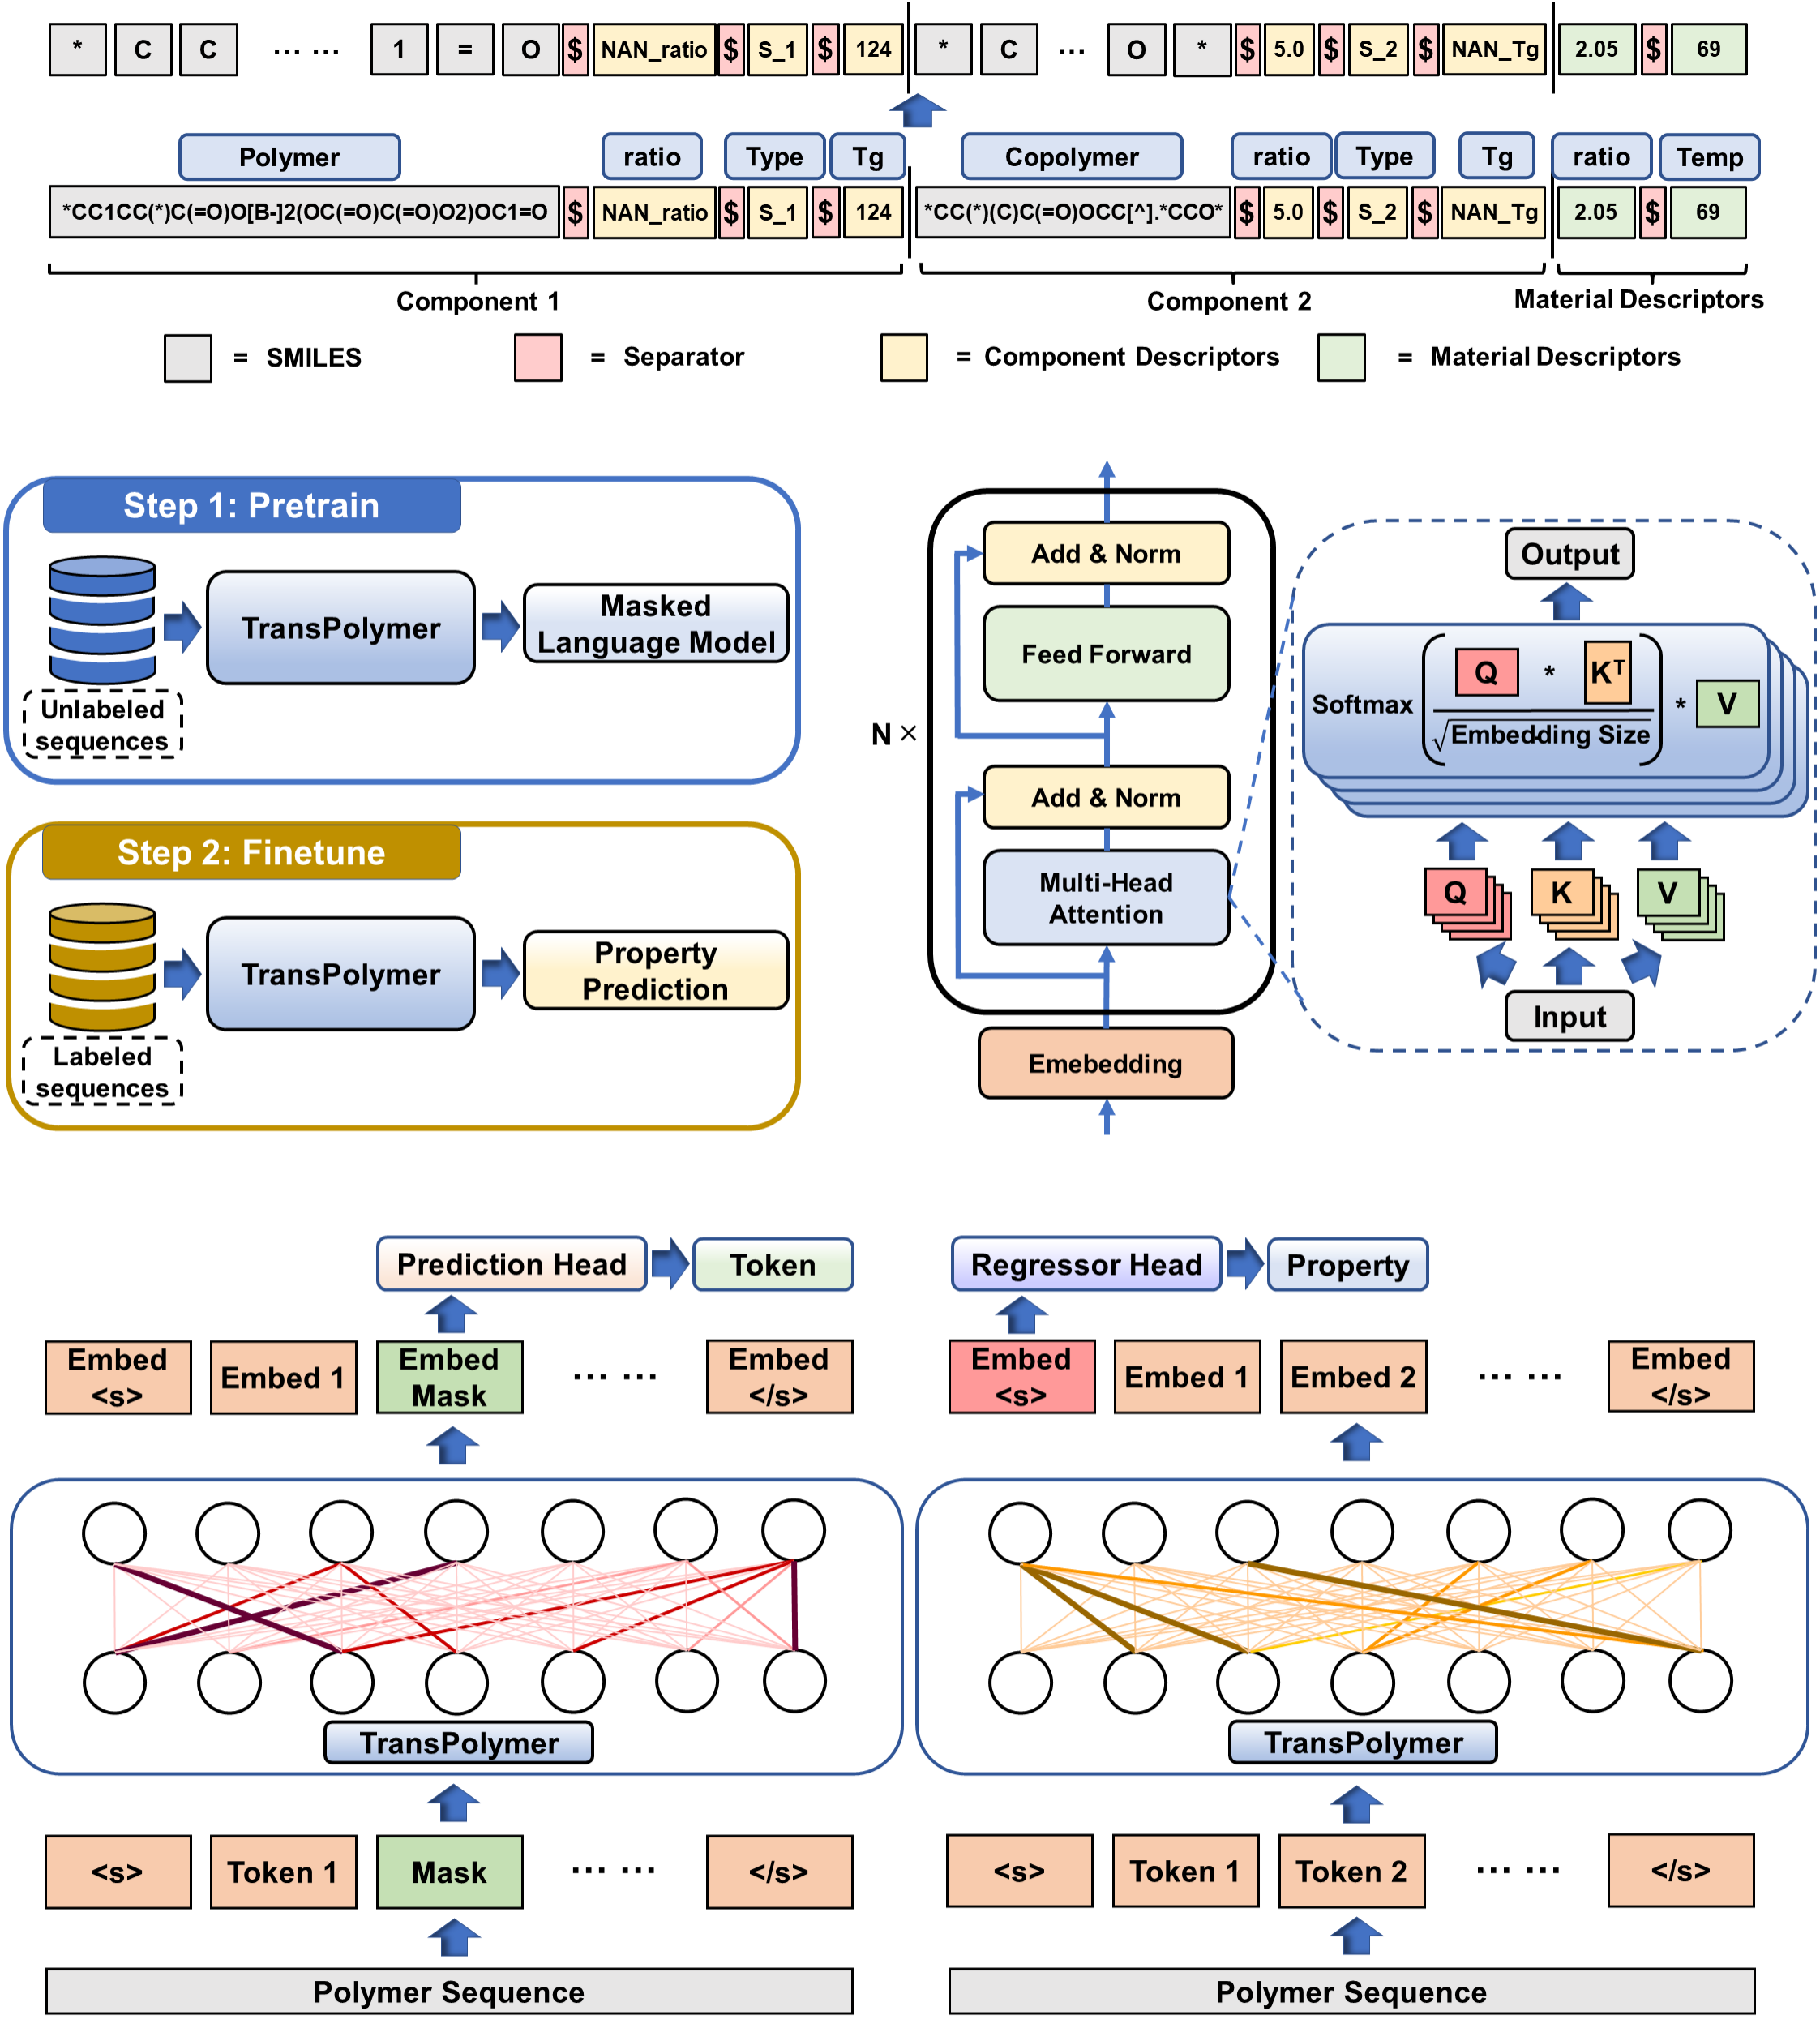 * C C ... ... 1 = O $ NAN_ratio $ S_1 $ 124 | * C ... O * $ 5.0 $ S_2 $ NAN_Tg | 2.05 $ 69
Polymer ratio Type Tg Copolymer ratio Type Tg ratio Temp
*CC1CC(*)C(=O)O[B-]2(OC(=O)C(=O)O2)OC1=O $ NAN_ratio $ S_1 $ 124 | *CC(*)(C)C(=O)OCC[^].*CCO* $ 5.0 $ S_2 $ NAN_Tg | 2.05 $ 69
Component 1 Component 2 Material Descriptors
= SMILES = Separator = Component Descriptors = Material Descriptors
Step 1: Pretrain
TransPolymer
Masked
Language Model
Unlabeled
sequences
Step 2: Finetune
TransPolymer
Property
Prediction
Labeled
sequences
N ×
Add & Norm
Feed Forward
Add & Norm
Multi-Head
Attention
Emebedding
Output
Softmax ( Q * Kᵀ / √Embedding Size ) * V
Q K V
Input
Prediction Head Token
Embed
<s>
Embed 1
Embed
Mask
... ...
Embed
</s>
TransPolymer
<s> Token 1 Mask ... ... </s>
Polymer Sequence
Regressor Head Property
Embed
<s>
Embed 1
Embed 2
... ...
Embed
</s>
TransPolymer
<s> Token 1 Token 2 ... ... </s>
Polymer Sequence